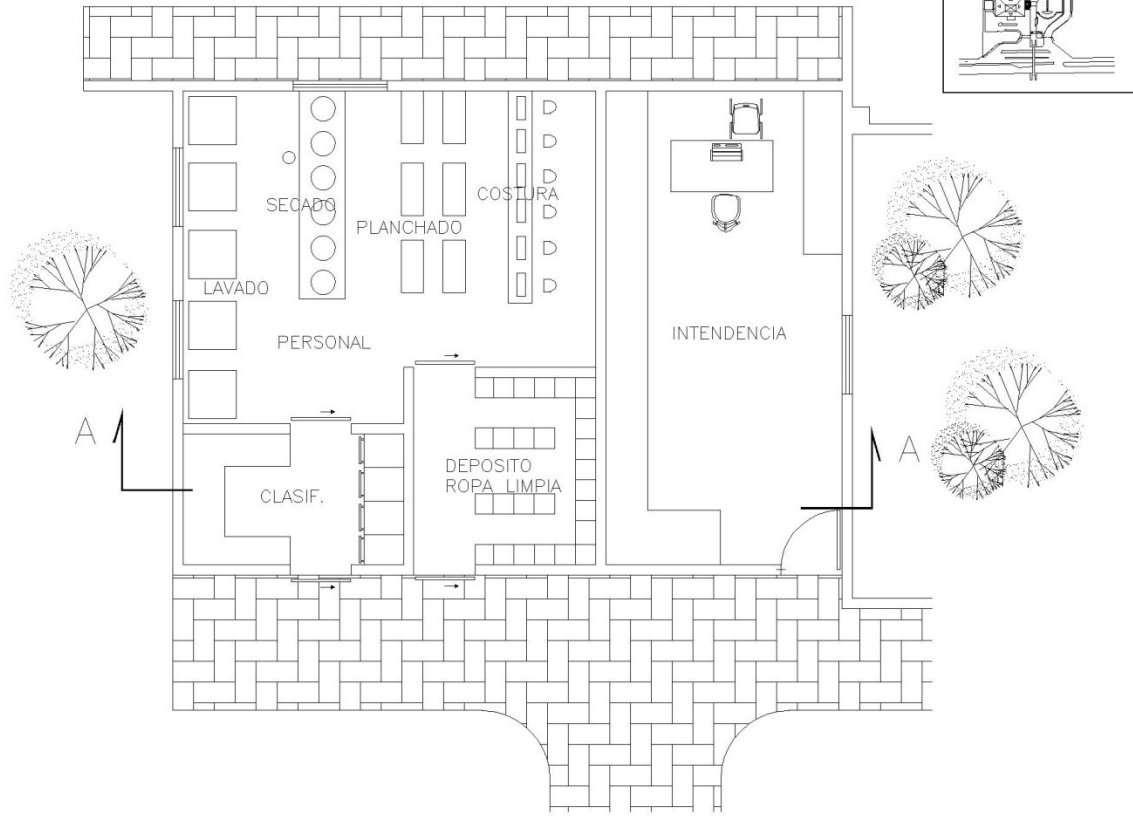 COSTURA
SECADO
PLANCHADO
LAVADO
INTENDENCIA
PERSONAL
A
A
DEPOSITO
ROPA LIMPIA
CLASIF.